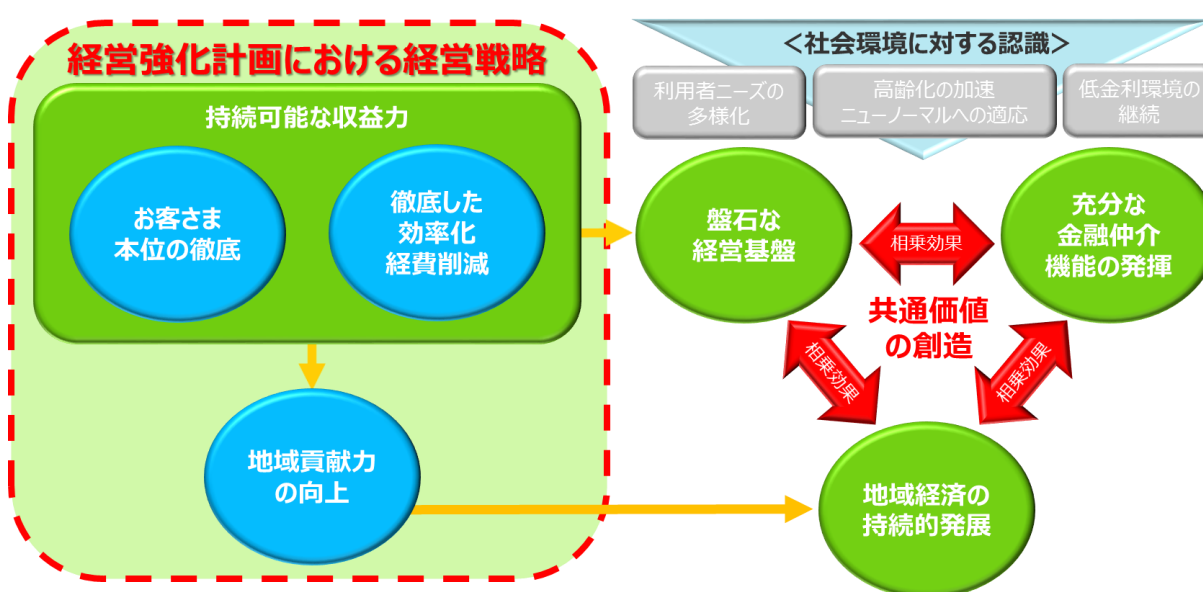 経営強化計画における経営戦略
持続可能な収益力
お客さま
本位の徹底
徹底した
効率化
経費削減
地域貢献力
の向上
＜社会環境に対する認識＞
利用者ニーズの
多様化
高齢化の加速
ニューノーマルへの適応
低金利環境の
継続
盤石な
経営基盤
相乗効果
充分な
金融仲介
機能の発揮
共通価値
の創造
相乗効果
相乗効果
地域経済の
持続的発展